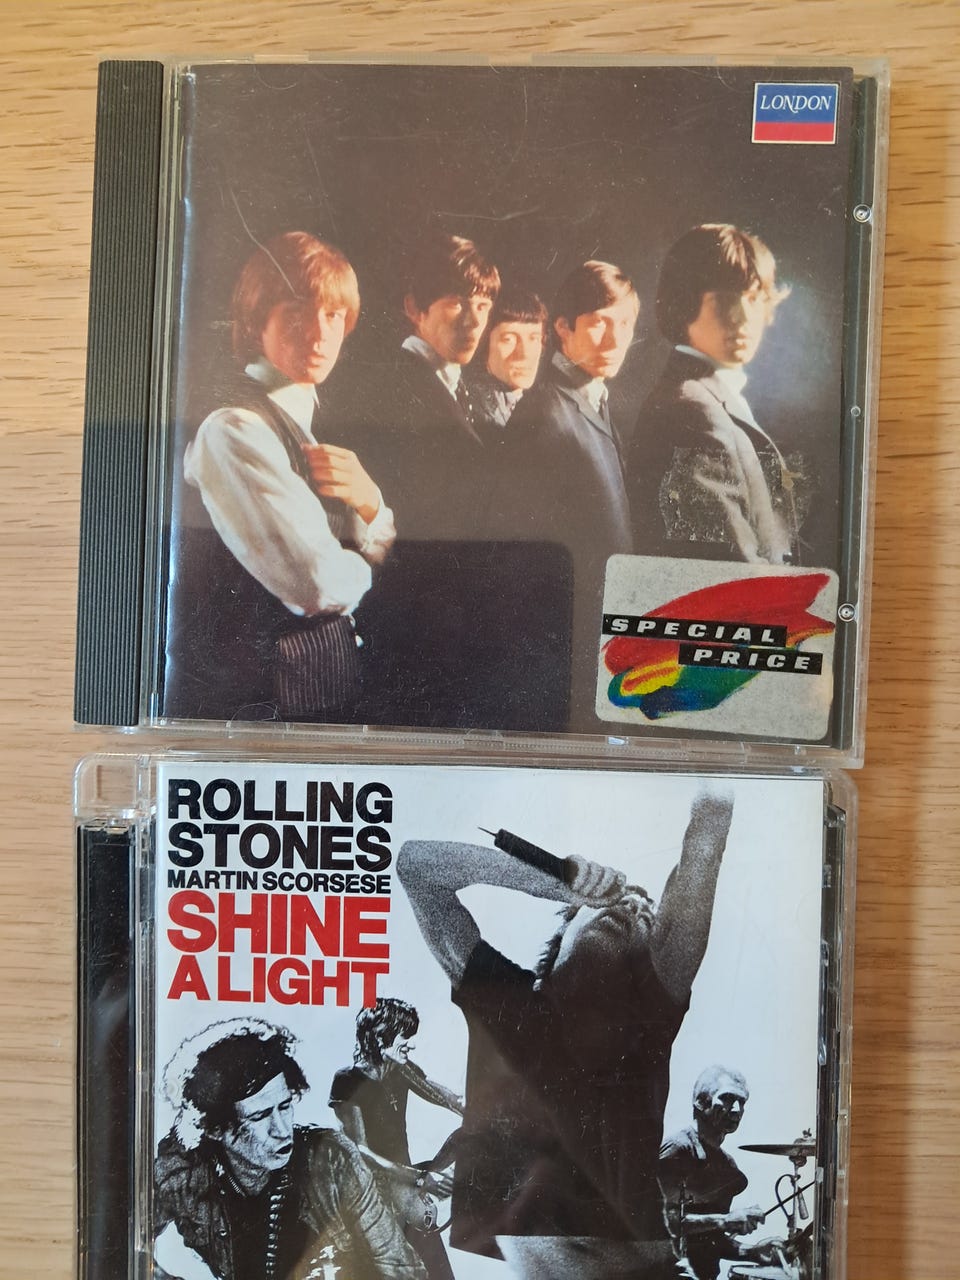 LONDON
SPECIAL
PRICE
ROLLING
STONES
MARTIN SCORSESE
SHINE
A LIGHT